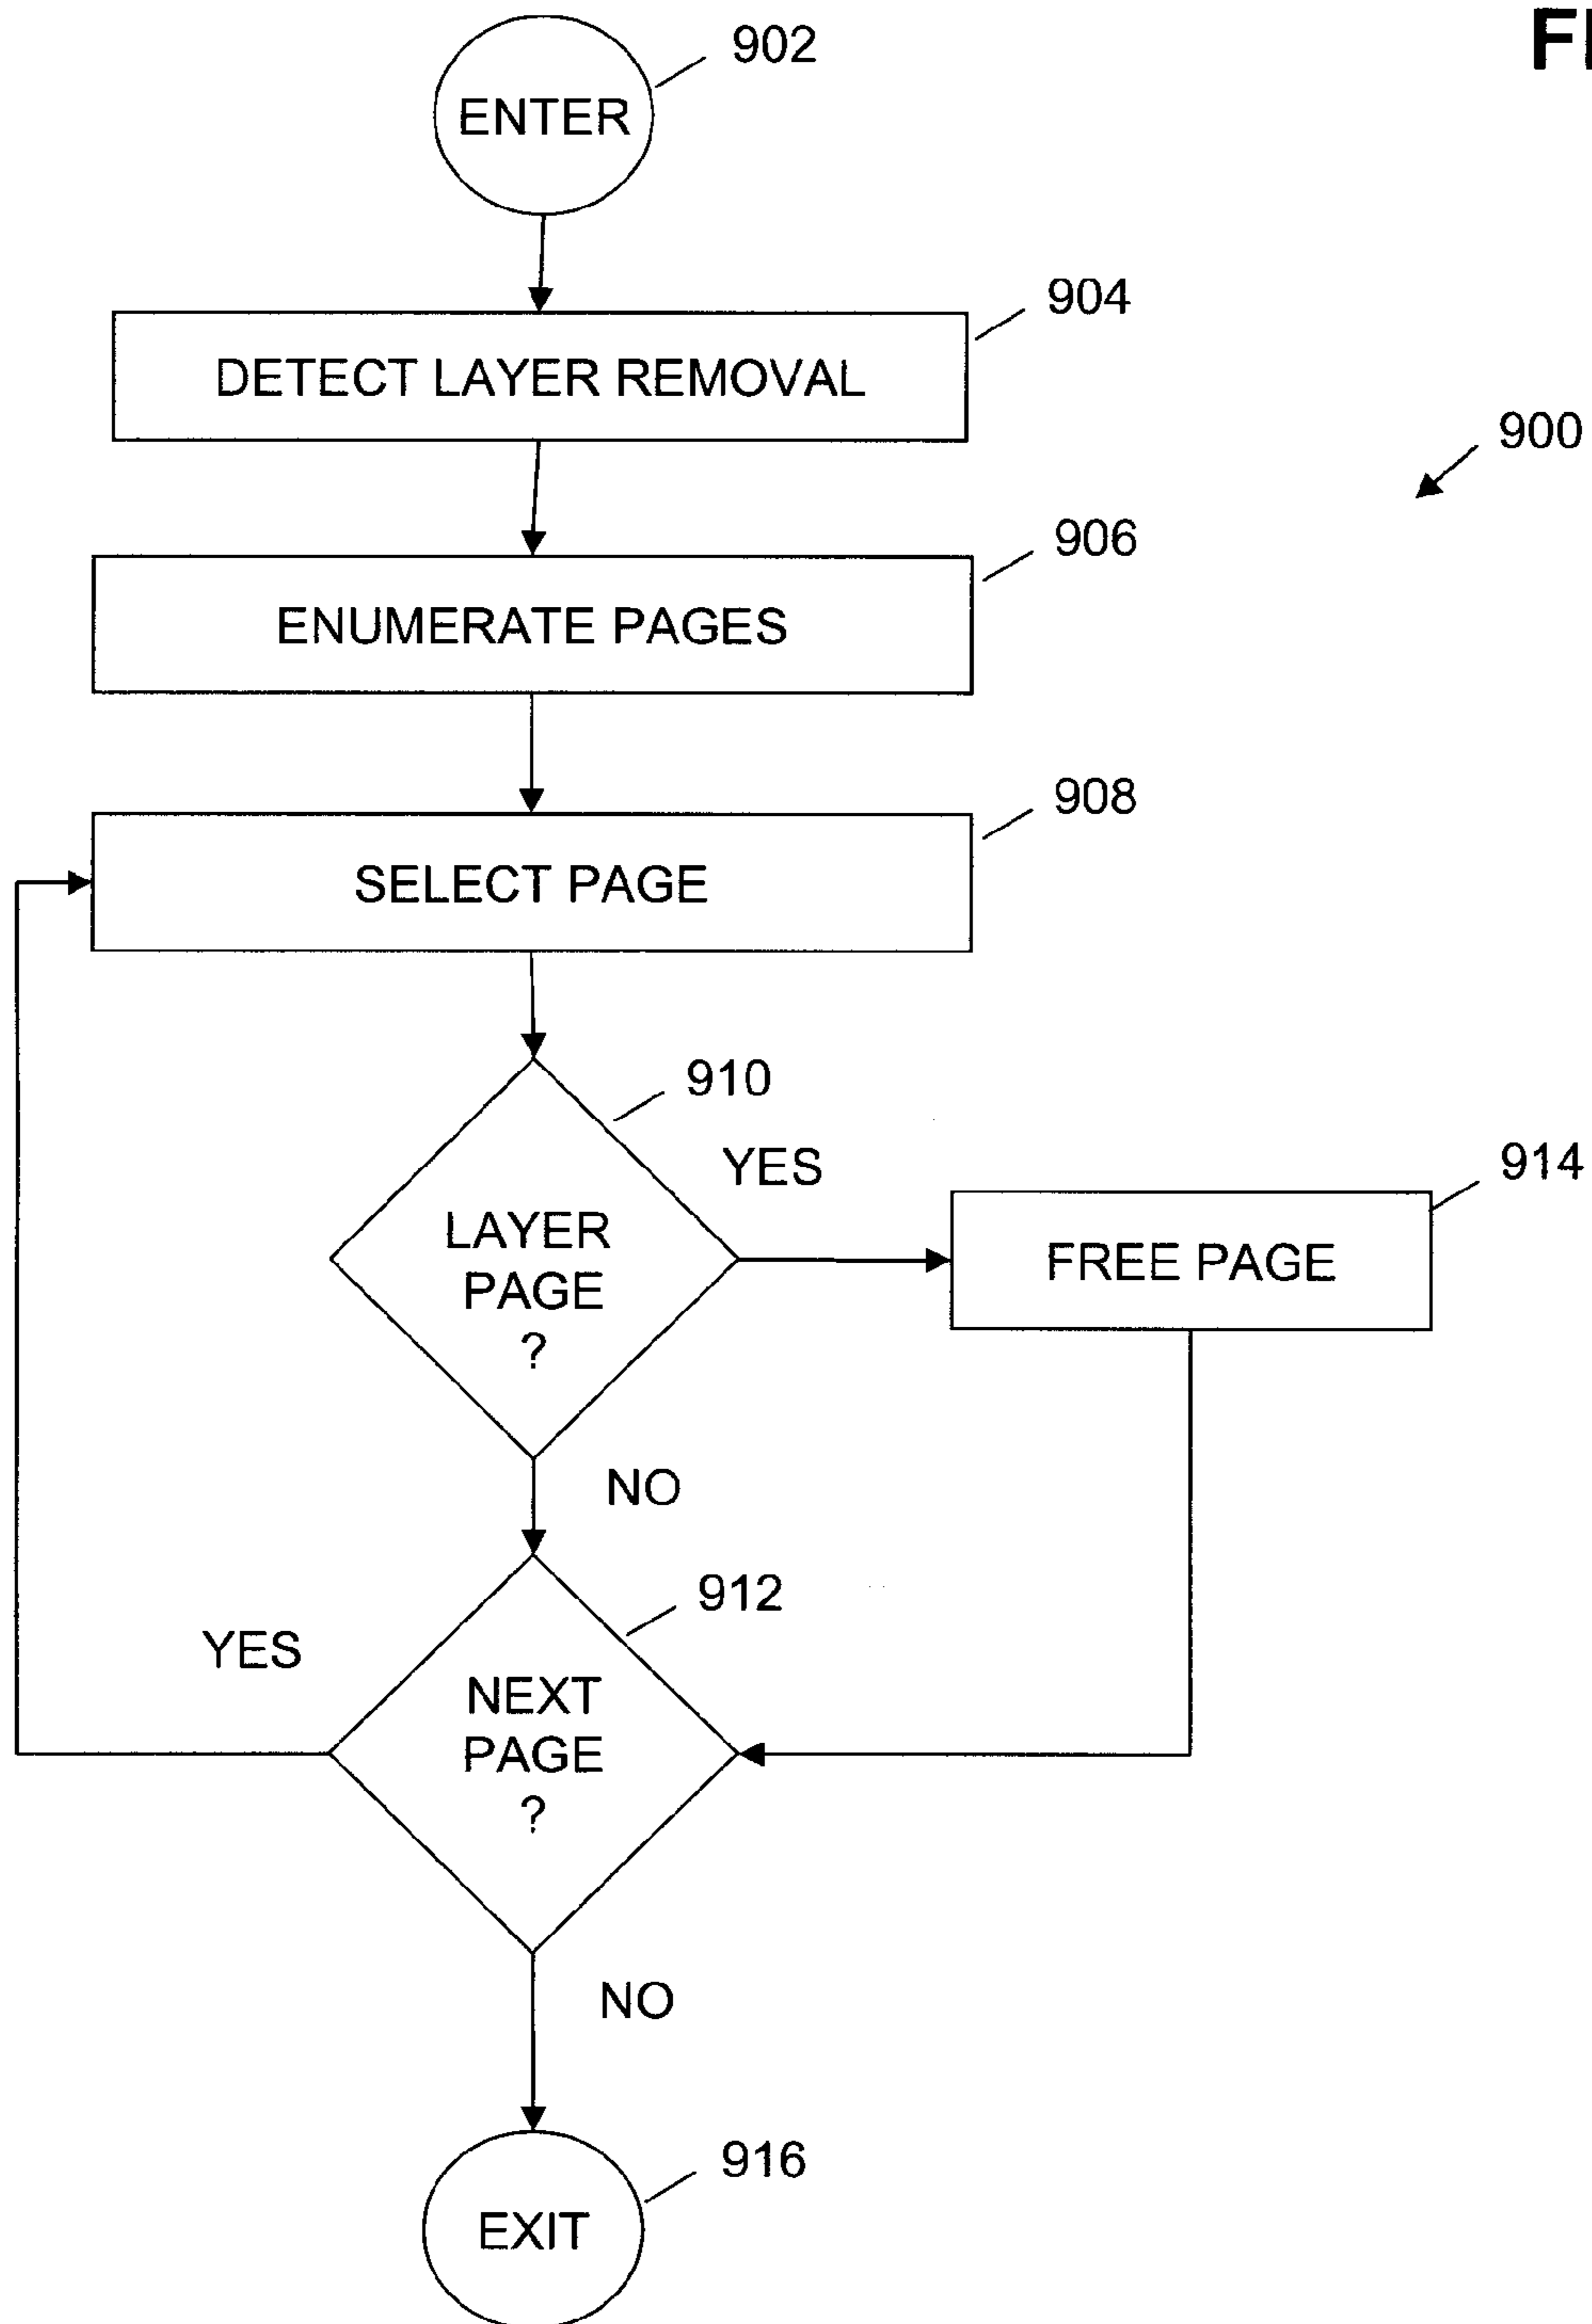 902
FI
ENTER
904
DETECT LAYER REMOVAL
900
906
ENUMERATE PAGES
908
SELECT PAGE
910
YES
914
LAYER
PAGE
?
FREE PAGE
NO
912
YES
NEXT
PAGE
?
NO
916
EXIT